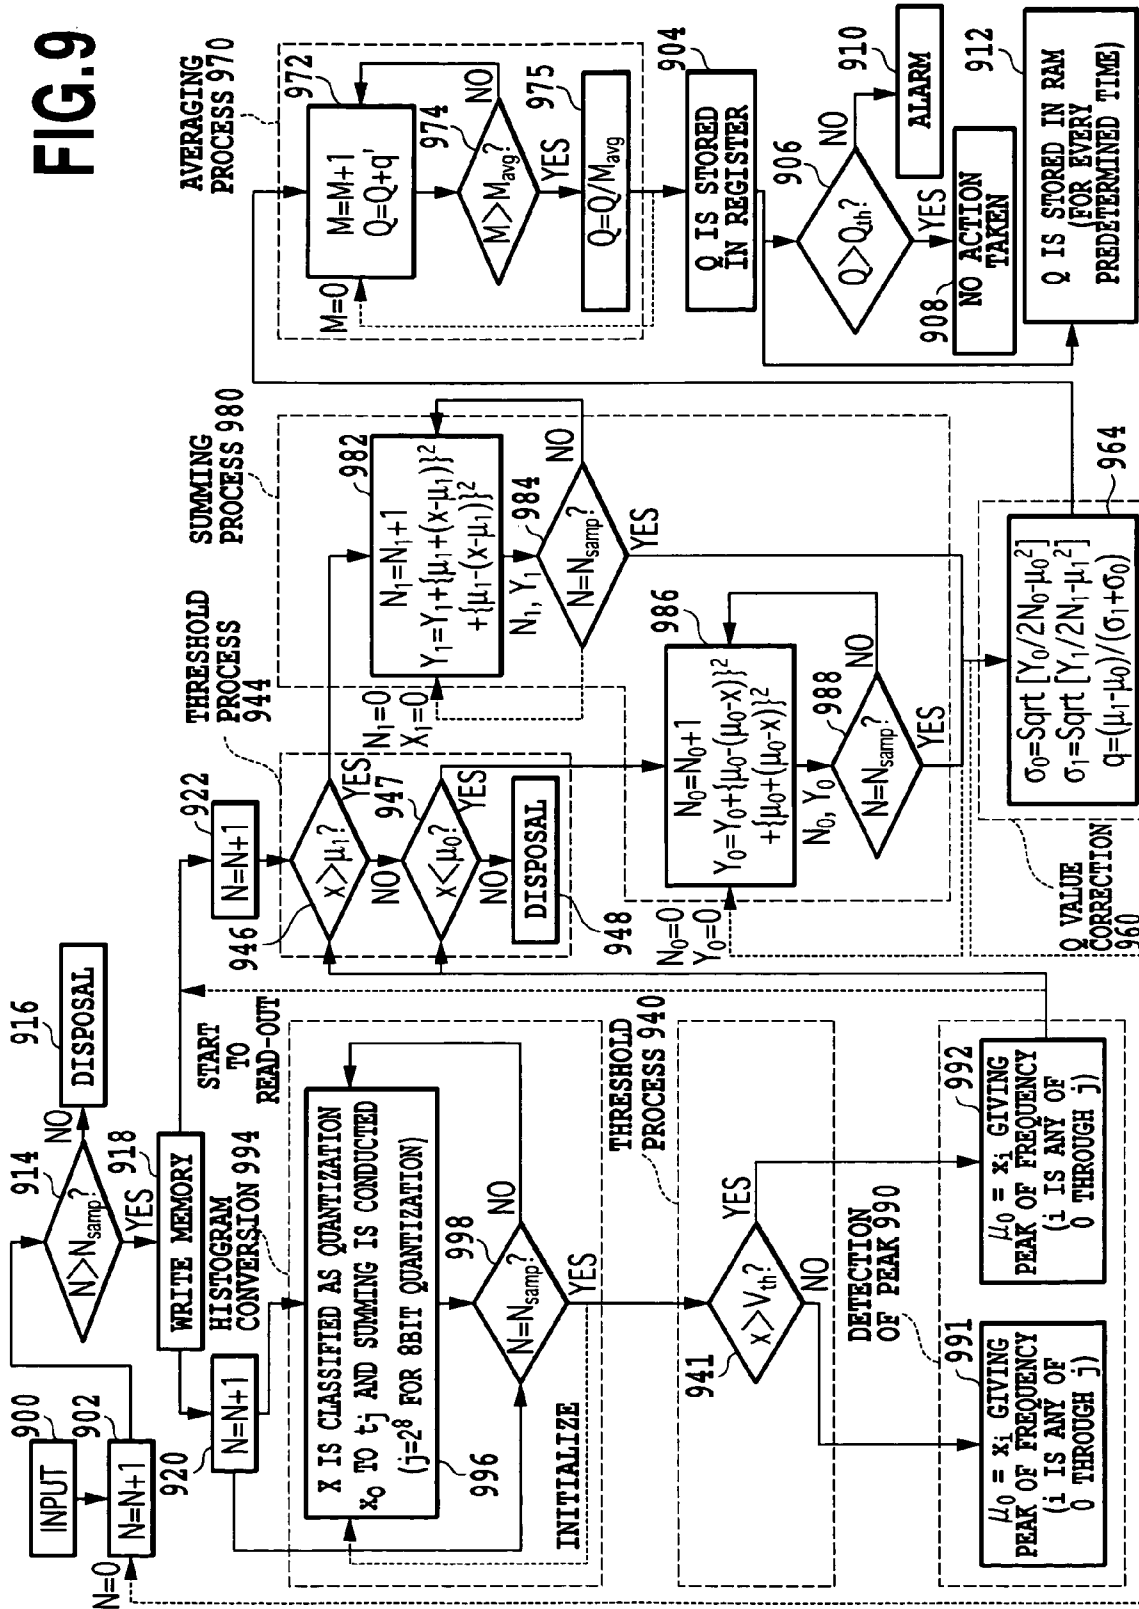 FIG.9
INPUT
900
N=0
N=N+1
902
N>Nsamp?
914
NO
DISPOSAL
916
YES
WRITE MEMORY
918
START
TO
READ-OUT
920
N=N+1
N=N+1
922
HISTOGRAM
CONVERSION 994
X IS CLASSIFIED AS QUANTIZATION
x0 TO tj AND SUMMING IS CONDUCTED
(j=2⁸ FOR 8BIT QUANTIZATION)
996
N=Nsamp?
998
NO
YES
INITIALIZE
THRESHOLD
PROCESS 940
x>Vth?
941
YES
NO
DETECTION
OF PEAK 990
991
μ0 = xi GIVING
PEAK OF FREQUENCY
(i IS ANY OF
0 THROUGH j)
992
μ0 = xi GIVING
PEAK OF FREQUENCY
(i IS ANY OF
0 THROUGH j)
THRESHOLD
PROCESS
944
x>μ1?
946
YES
NO
x<μ0?
947
YES
NO
DISPOSAL
948
SUMMING
PROCESS 980
N1=0
X1=0
982
N1=N1+1
Y1=Y1+{μ1+(x-μ1)}²
+{μ1-(x-μ1)}²
N1, Y1
984
N=Nsamp?
NO
YES
N0=0
Y0=0
986
N0=N0+1
Y0=Y0+{μ0-(μ0-x)}²
+{μ0+(μ0-x)}²
N0, Y0
988
N=Nsamp?
NO
YES
Q VALUE
CORRECTION
960
964
σ0=Sqrt [Y0/2N0-μ0²]
σ1=Sqrt [Y1/2N1-μ1²]
q=(μ1-μ0)/(σ1+σ0)
AVERAGING
PROCESS 970
972
M=0
M=M+1
Q=Q+q'
974
M>Mavg?
NO
YES
975
Q=Q/Mavg
904
Q IS STORED
IN REGISTER
906
Q>Qth?
NO
YES
910
ALARM
908
NO ACTION
TAKEN
912
Q IS STORED IN RAM
(FOR EVERY
PREDETERMINED TIME)